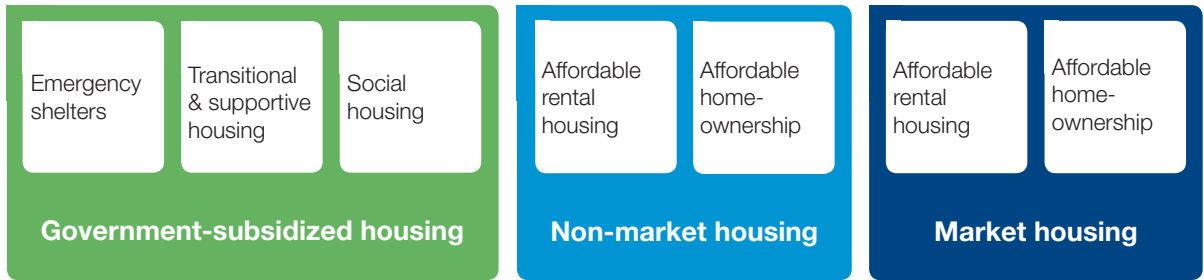 Emergency
shelters
Transitional
& supportive
housing
Social
housing
Government-subsidized housing
Affordable
rental
housing
Affordable
home-
ownership
Non-market housing
Affordable
rental
housing
Affordable
home-
ownership
Market housing